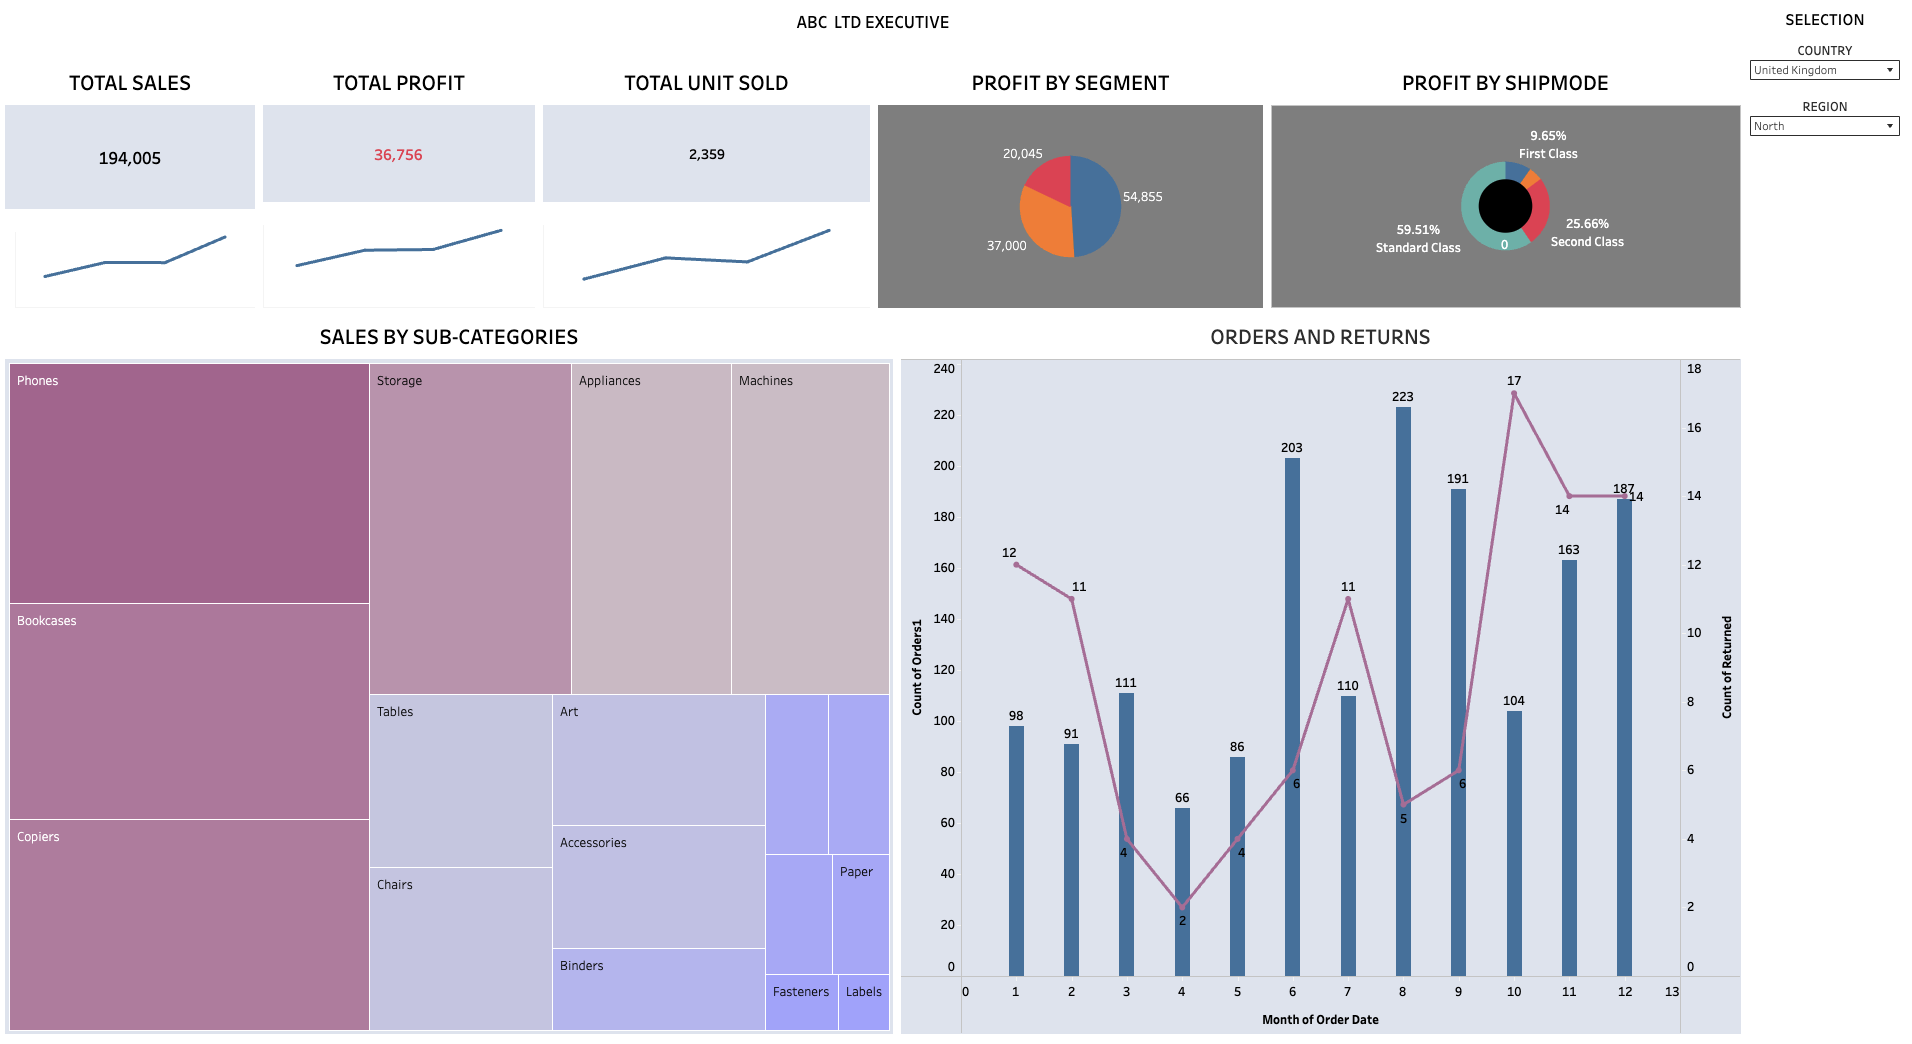 ABC  LTD EXECUTIVE
SELECTION
COUNTRY
United Kingdom
REGION
North
TOTAL SALES
194,005
TOTAL PROFIT
36,756
TOTAL UNIT SOLD
2,359
PROFIT BY SEGMENT
20,045
54,855
37,000
PROFIT BY SHIPMODE
9.65%
First Class
25.66%
Second Class
59.51%
Standard Class
0
SALES BY SUB-CATEGORIES
Phones
Bookcases
Copiers
Storage
Appliances
Machines
Tables
Chairs
Art
Accessories
Binders
Paper
Fasteners
Labels
ORDERS AND RETURNS
Count of Orders1
240
220
200
180
160
140
120
100
80
60
40
20
0
98
91
111
66
86
203
110
223
191
104
163
187
12
11
4
2
4
6
11
5
6
17
14
14
18
16
14
12
10
8
6
4
2
0
Count of Returned
0 1 2 3 4 5 6 7 8 9 10 11 12 13
Month of Order Date